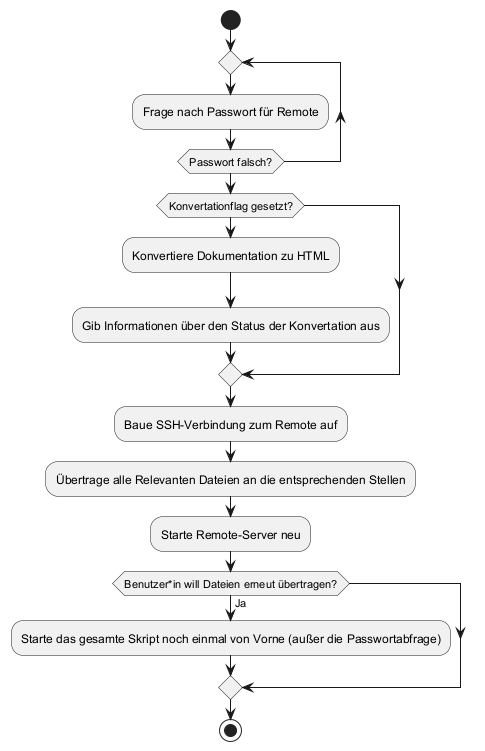 Frage nach Passwort für Remote
Passwort falsch?
Konvertationflag gesetzt?
Konvertiere Dokumentation zu HTML
Gib Informationen über den Status der Konvertation aus
Baue SSH-Verbindung zum Remote auf
Übertrage alle Relevanten Dateien an die entsprechenden Stellen
Starte Remote-Server neu
Benutzer*in will Dateien erneut übertragen?
Ja
Starte das gesamte Skript noch einmal von Vorne (außer die Passwortabfrage)